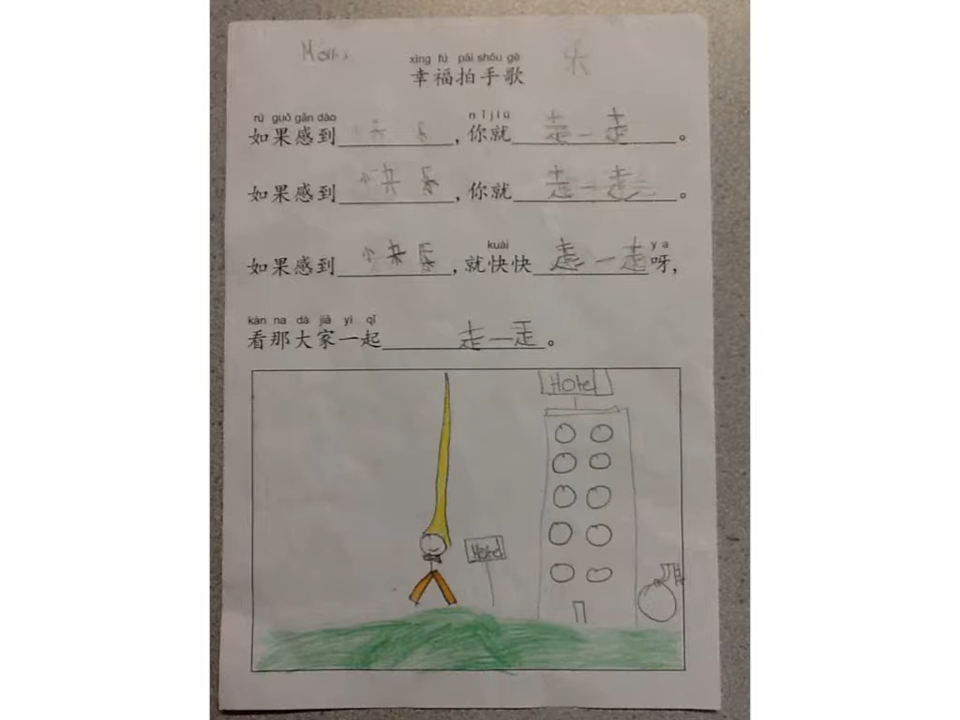 xìng fú pāi shǒu gē
幸福拍手歌
rú guǒ gǎn dào nǐ jiù
如果感到 快乐,你就走一走。
如果感到 快乐,你就走一走。
kuài ya
如果感到 快乐,就快快走一走呀,
kàn na dà jiā yì qǐ
看那大家一起走一走。
Hotel
Hotel